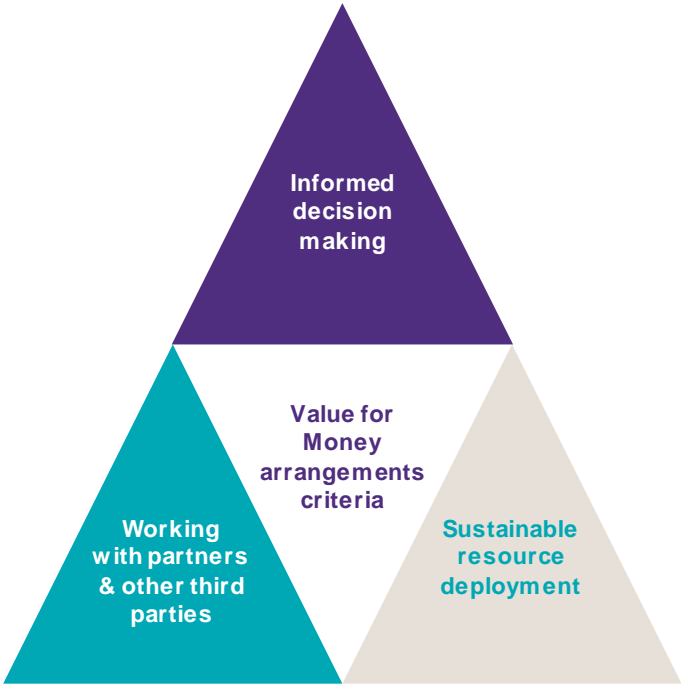 Informed
decision
making
Value for
Money
arrangements
criteria
Working
with partners
& other third
parties
Sustainable
resource
deployment